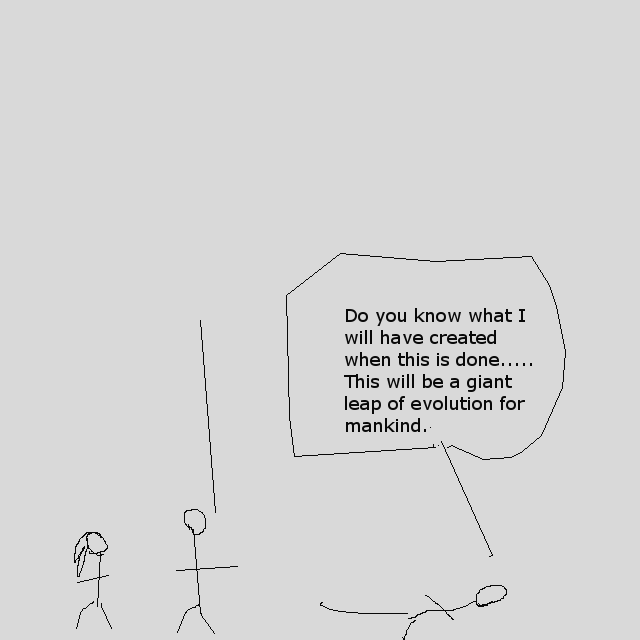 Do you know what I
will have created
when this is done.....
This will be a giant
leap of evolution for
mankind.